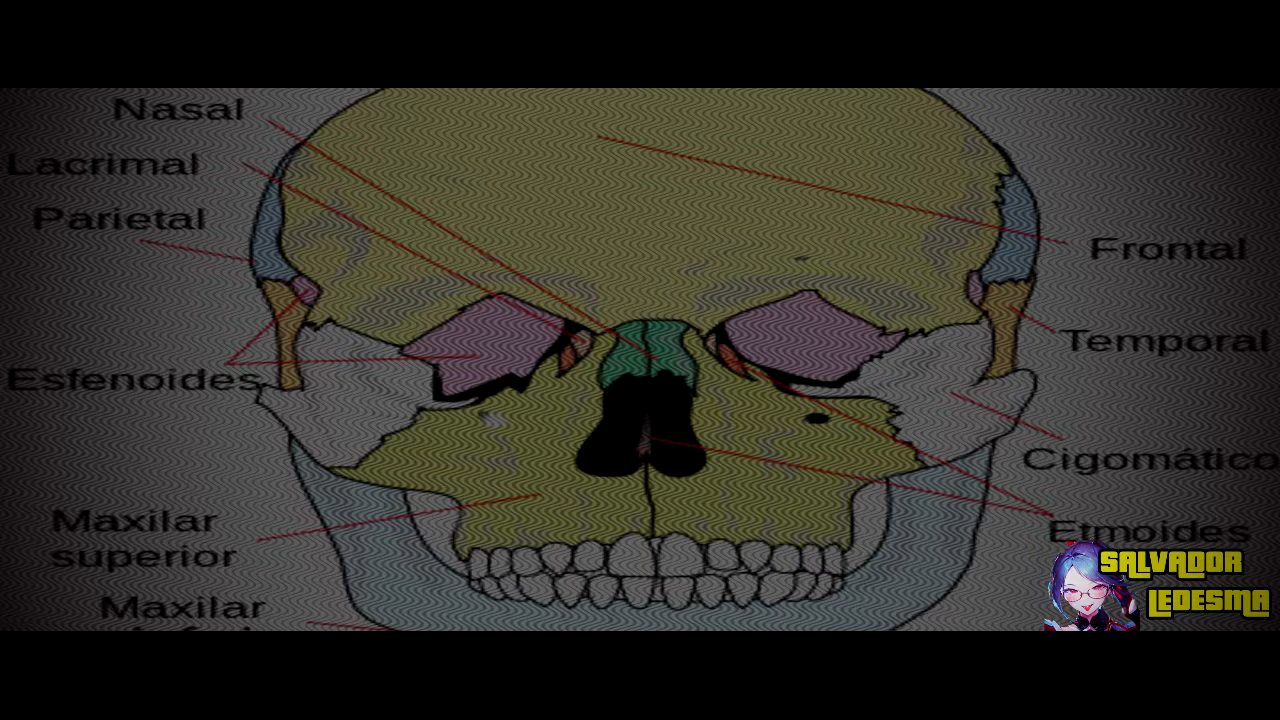 Nasal
Lacrimal
Parietal
Frontal
Temporal
Esfenoides
Cigomático
Maxilar
superior
Etmoides
SALVADOR
LEDESMA
Maxilar